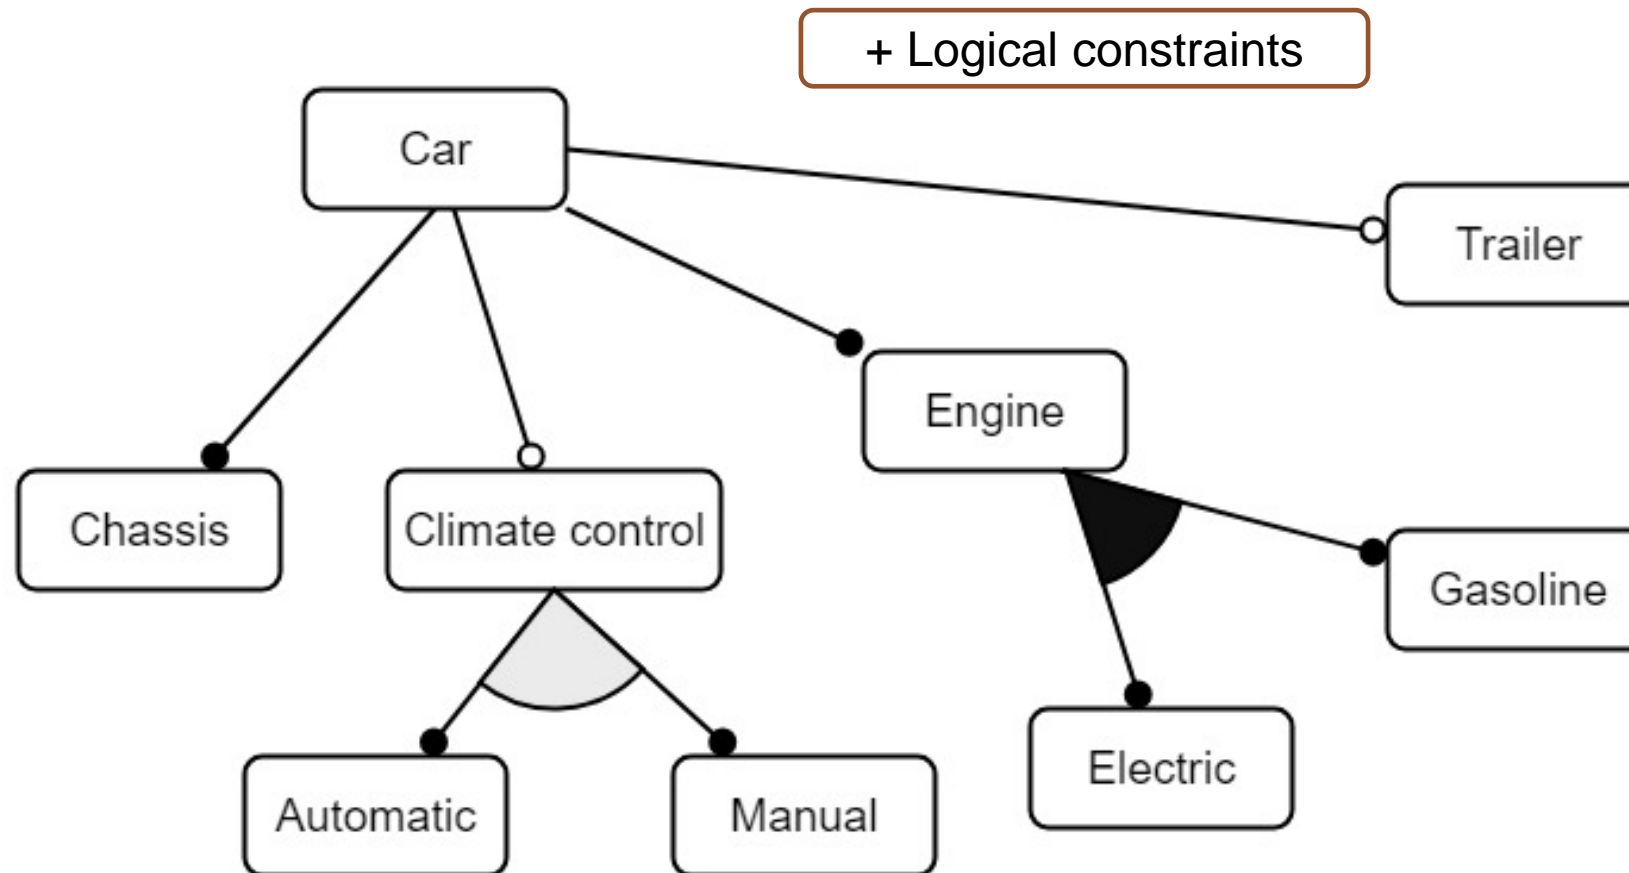 + Logical constraints
Car
Trailer
Engine
Chassis
Climate control
Gasoline
Electric
Automatic
Manual